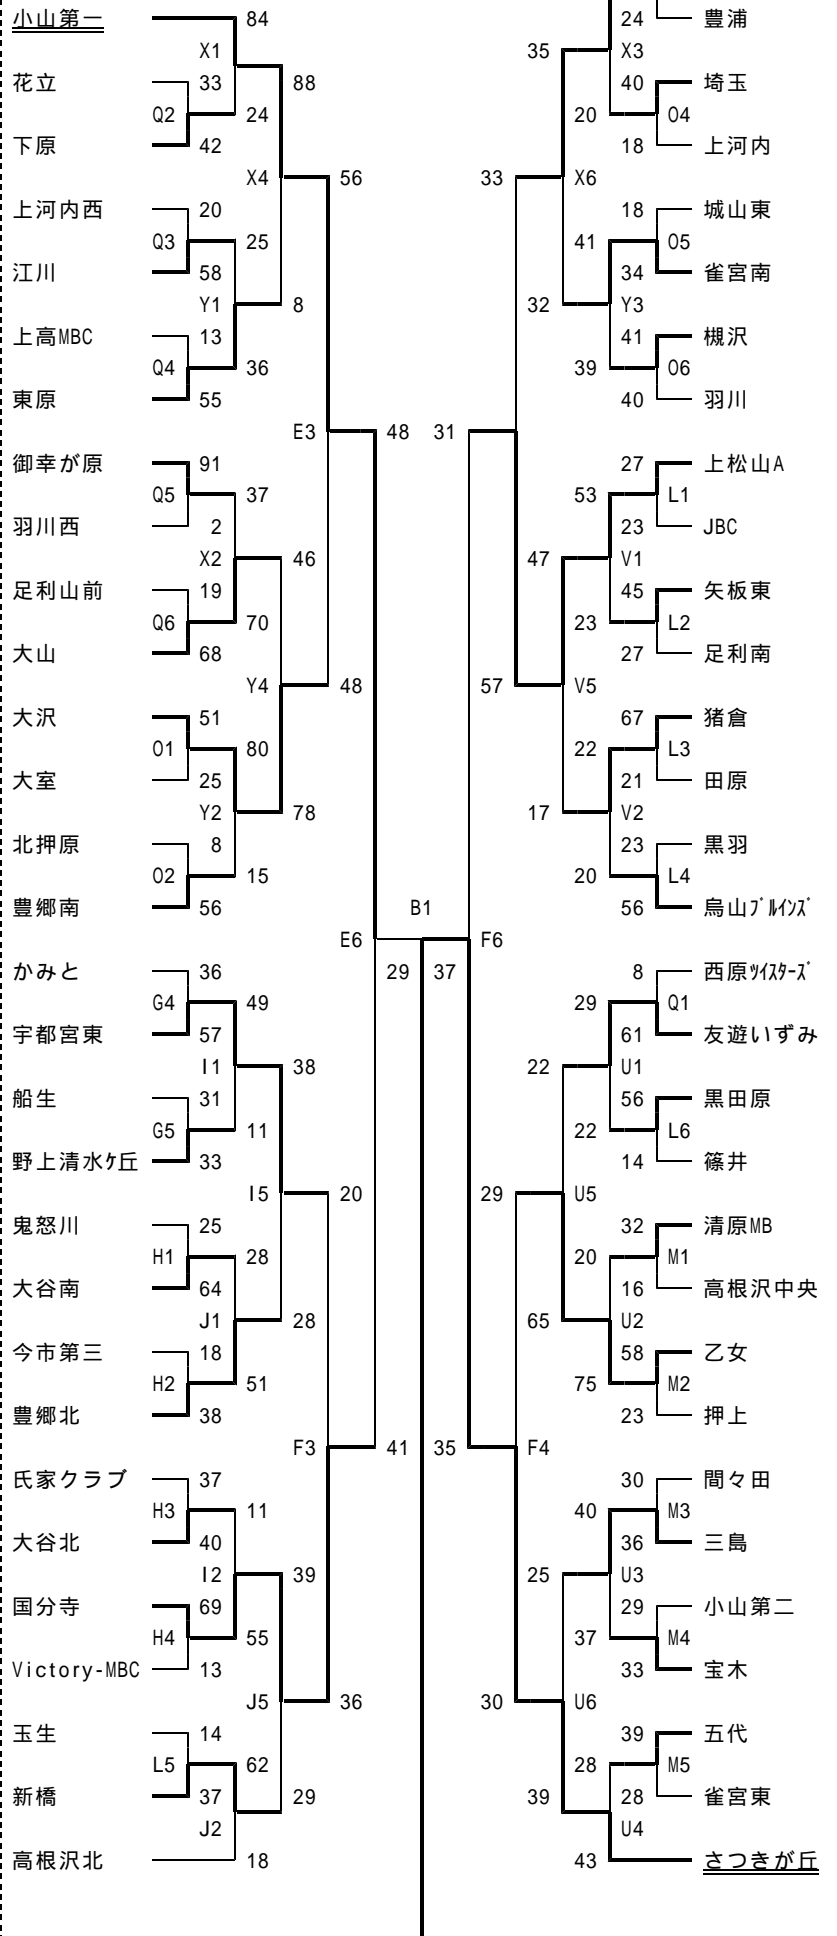 小山第一 84 24 豊浦
X1 35 X3
花立 33 88 40 埼玉
Q2 24 20 O4
下原 42 18 上河内
X4 56 33 X6
上河内西 20 18 城山東
Q3 25 41 O5
江川 58 34 雀宮南
Y1 8 32 Y3
上高MBC 13 41 槻沢
Q4 36 39 O6
東原 55 40 羽川
E3 48 31
御幸が原 91 27 上松山A
Q5 37 53 L1
羽川西 2 23 JBC
X2 46 47 V1
足利山前 19 45 矢板東
Q6 70 23 L2
大山 68 27 足利南
Y4 48 57 V5
大沢 51 67 猪倉
O1 80 22 L3
大室 25 21 田原
Y2 78 17 V2
北押原 8 23 黒羽
O2 15 20 L4
豊郷南 56 B1 56 烏山ブルインズ
E6 F6
かみと 36 29 37 8 西原ツイスターズ
G4 49 29 Q1
宇都宮東 57 61 友遊いずみ
I1 38 22 U1
船生 31 56 黒田原
G5 11 22 L6
野上清水ケ丘 33 14 篠井
I5 20 29 U5
鬼怒川 25 32 清原MB
H1 28 20 M1
大谷南 64 16 高根沢中央
J1 28 65 U2
今市第三 18 58 乙女
H2 51 75 M2
豊郷北 38 23 押上
F3 41 35 F4
氏家クラブ 37 30 間々田
H3 11 40 M3
大谷北 40 36 三島
I2 39 25 U3
国分寺 69 29 小山第二
H4 55 37 M4
Victory-MBC 13 33 宝木
J5 36 30 U6
玉生 14 39 五代
L5 62 28 M5
新橋 37 29 39 28 雀宮東
J2 U4
高根沢北 18 43 さつきが丘